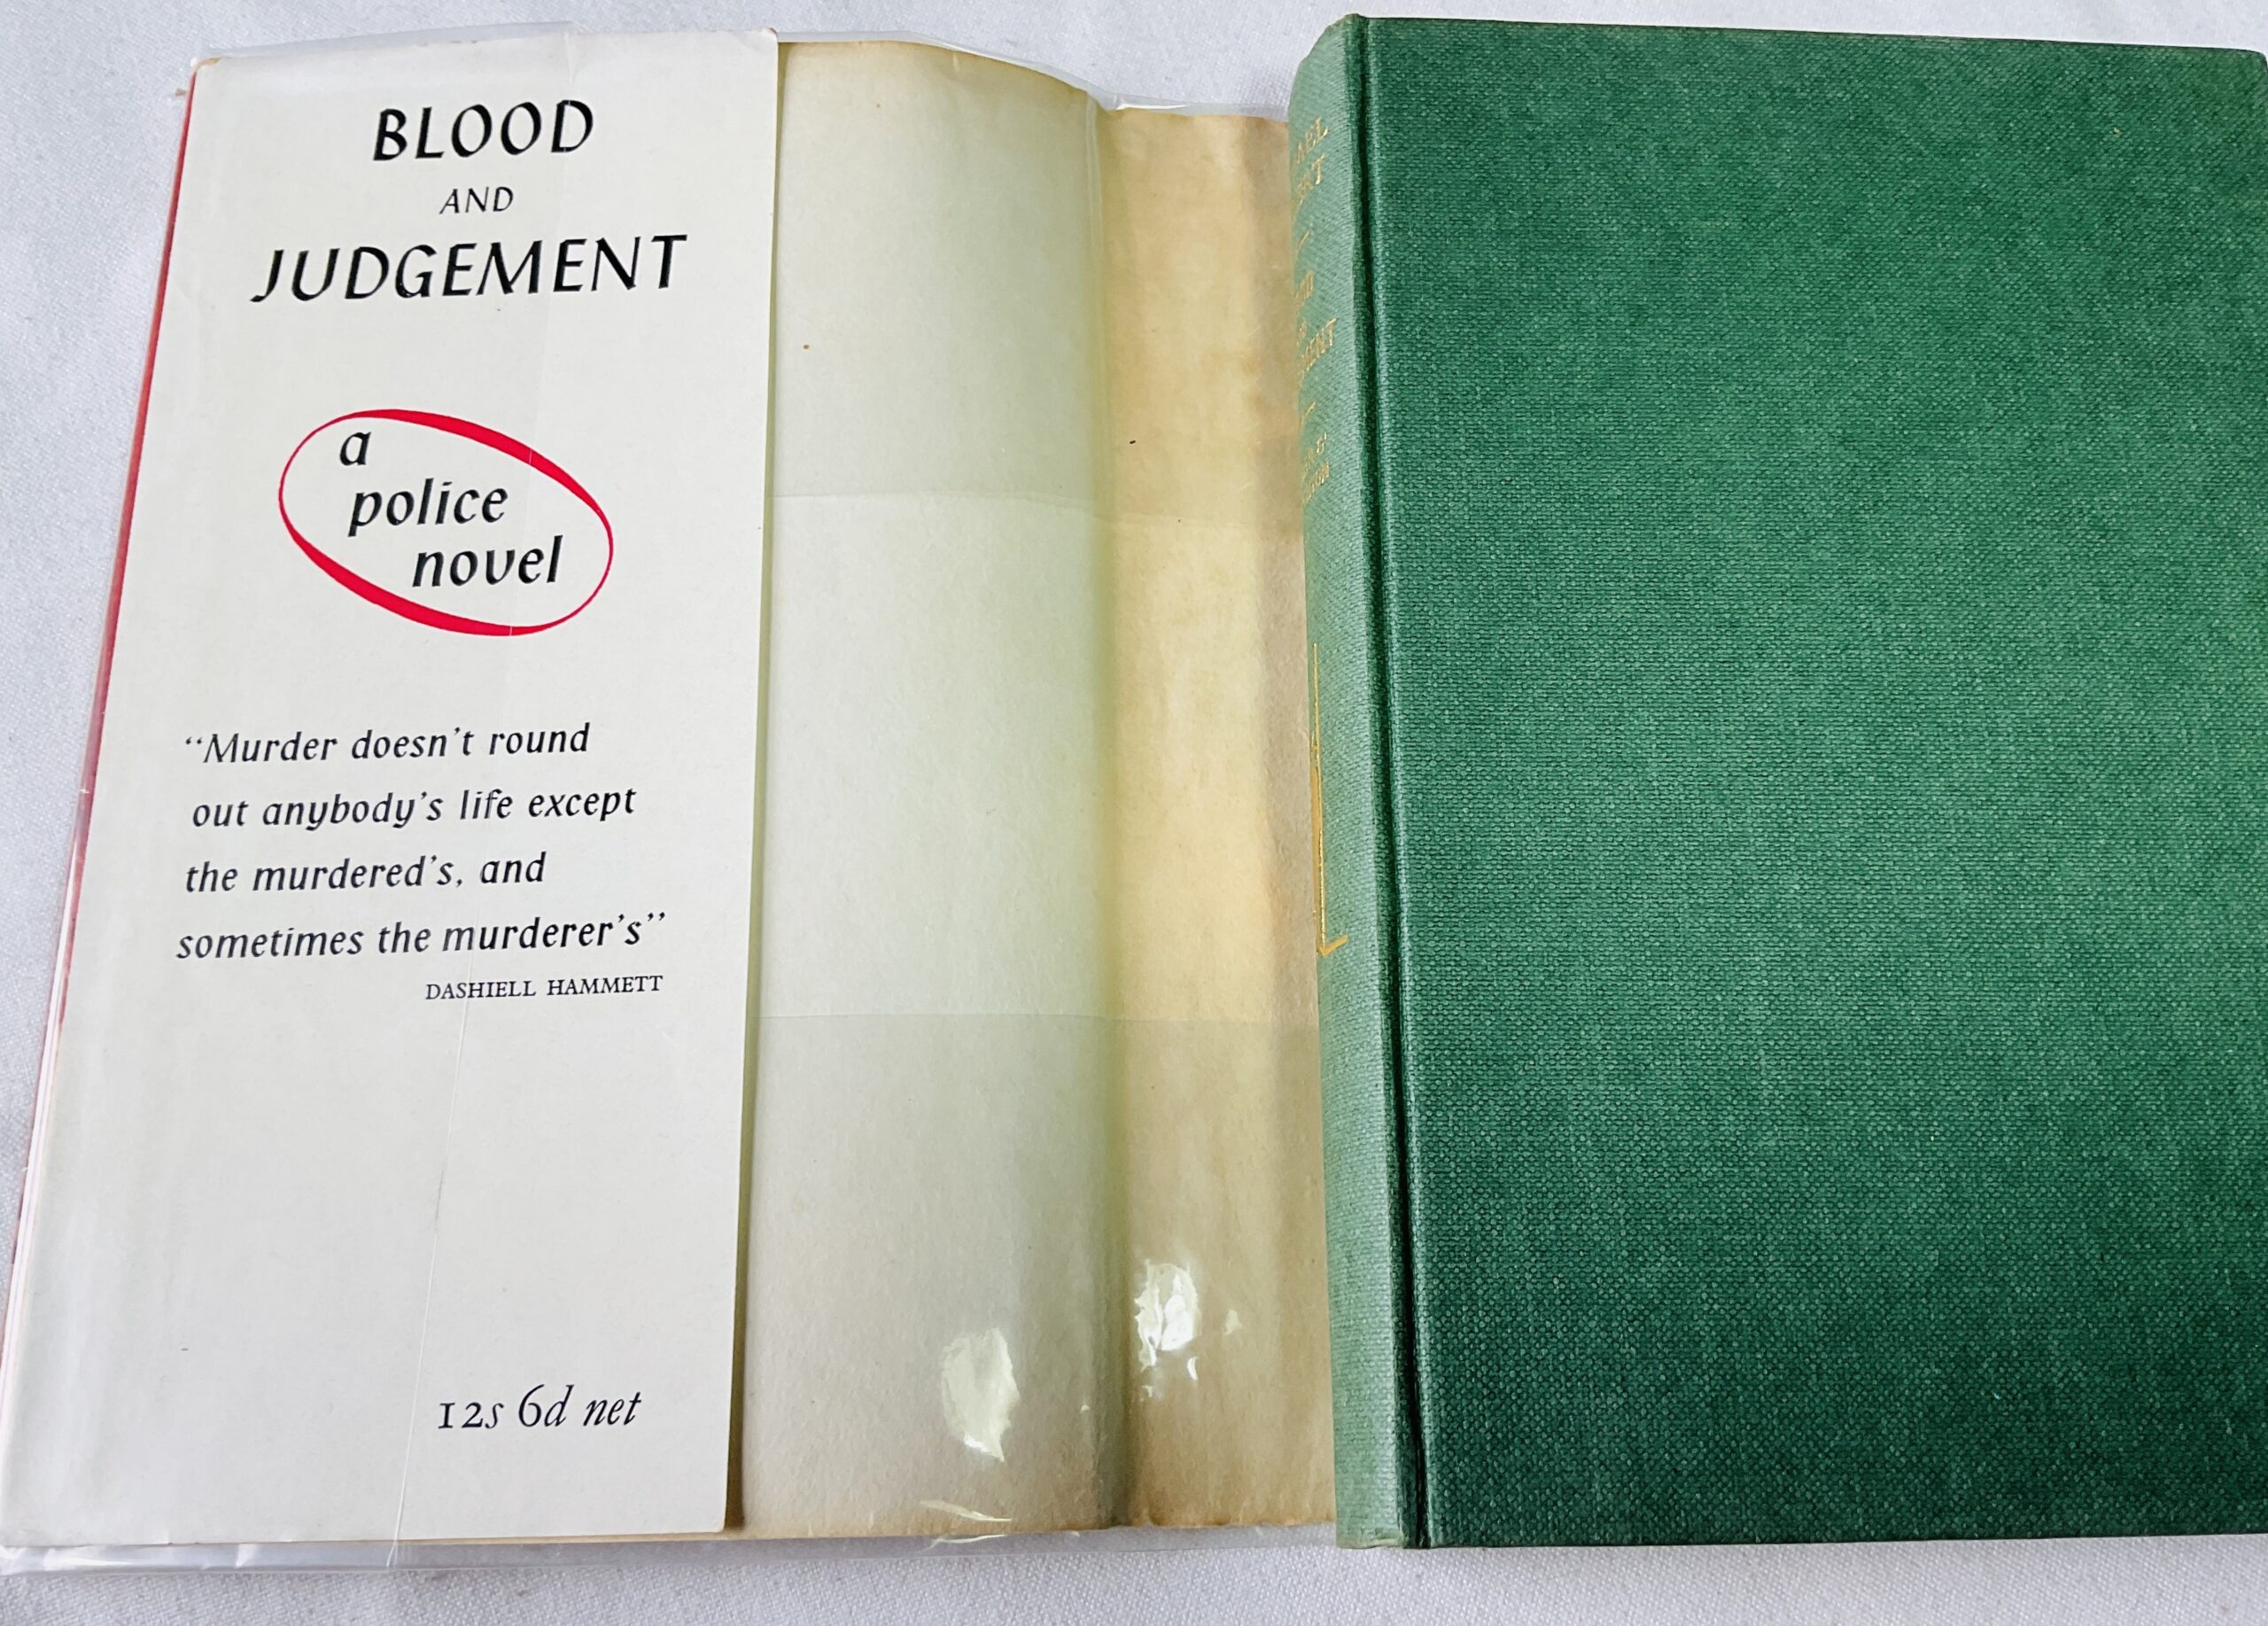 BLOOD
AND
JUDGEMENT
a
police
novel
“Murder doesn't round
out anybody's life except
the murdered's, and
sometimes the murderer's”
DASHIELL HAMMETT
12s 6d net